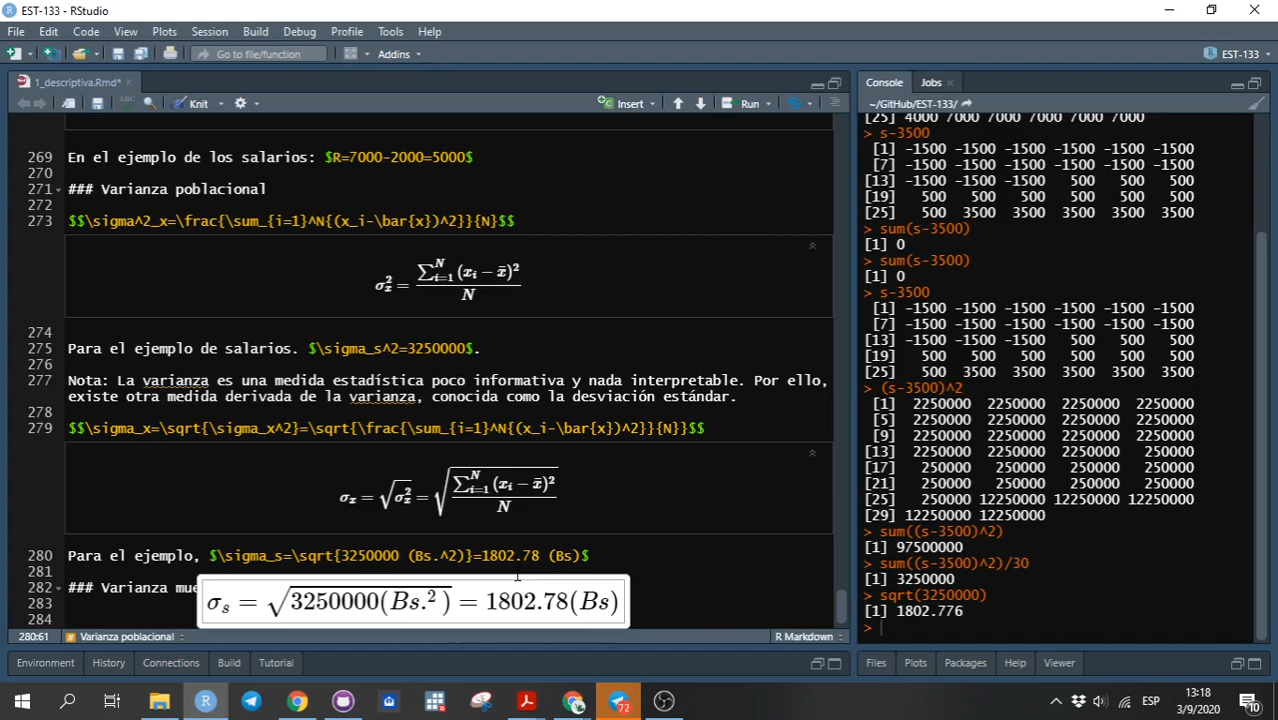 EST-133 - RStudio
File Edit Code View Plots Session Build Debug Profile Tools Help
Go to file/function Addins EST-133
1_descriptiva.Rmd*
ABC Knit Insert Run
269 En el ejemplo de los salarios: $R=7000-2000=5000$
270
271 ### Varianza poblacional
272
273 $$\sigma^2_x=\frac{\sum_{i=1}^N{(x_i-\bar{x})^2}}{N}$$
σ²ₓ = ∑ᴺᵢ₌₁ (xᵢ − x̄)² / N
274
275 Para el ejemplo de salarios. $\sigma_s^2=3250000$.
276
277 Nota: La varianza es una medida estadística poco informativa y nada interpretable. Por ello,
existe otra medida derivada de la varianza, conocida como la desviación estándar.
278
279 $$\sigma_x=\sqrt{\sigma_x^2}=\sqrt{\frac{\sum_{i=1}^N{(x_i-\bar{x})^2}}{N}}$$
σₓ = √σ²ₓ = √(∑ᴺᵢ₌₁ (xᵢ − x̄)² / N)
280 Para el ejemplo, $\sigma_s=\sqrt{3250000 (Bs.^2)}=1802.78 (Bs)$
281
282 ### Varianza mue
σₛ = √3250000(Bs.²) = 1802.78(Bs)
283
284
280:61 Varianza poblacional R Markdown
Environment History Connections Build Tutorial
Console Jobs
~/GitHub/EST-133/
[25] 4000 7000 7000 7000 7000 7000
> s-3500
[1] -1500 -1500 -1500 -1500 -1500 -1500
[7] -1500 -1500 -1500 -1500 -1500 -1500
[13] -1500 -1500 -1500 500 500 500
[19] 500 500 500 500 500 500
[25] 500 3500 3500 3500 3500 3500
> sum(s-3500)
[1] 0
> sum(s-3500)
[1] 0
> s-3500
[1] -1500 -1500 -1500 -1500 -1500 -1500
[7] -1500 -1500 -1500 -1500 -1500 -1500
[13] -1500 -1500 -1500 500 500 500
[19] 500 500 500 500 500 500
[25] 500 3500 3500 3500 3500 3500
> (s-3500)^2
[1] 2250000 2250000 2250000 2250000
[5] 2250000 2250000 2250000 2250000
[9] 2250000 2250000 2250000 2250000
[13] 2250000 2250000 2250000 250000
[17] 250000 250000 250000 250000
[21] 250000 250000 250000 250000
[25] 250000 12250000 12250000 12250000
[29] 12250000 12250000
> sum((s-3500)^2)
[1] 97500000
> sum((s-3500)^2)/30
[1] 3250000
> sqrt(3250000)
[1] 1802.776
>
Files Plots Packages Help Viewer
72
ESP
13:18
3/9/2020
10